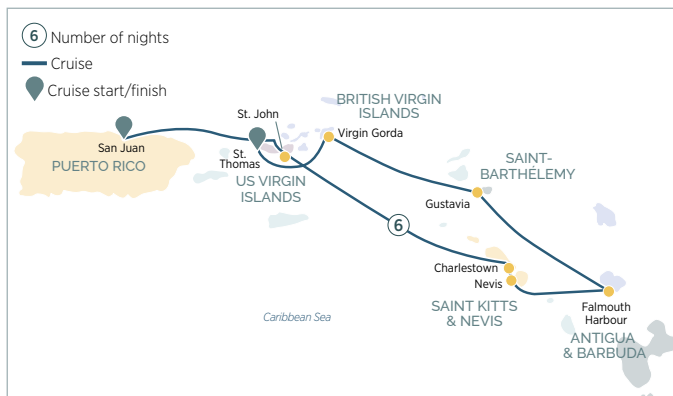 6 Number of nights
Cruise
Cruise start/finish
St. John
BRITISH VIRGIN
ISLANDS
Virgin Gorda
San Juan
PUERTO RICO
St.
Thomas
US VIRGIN
ISLANDS
SAINT-
BARTHÉLEMY
Gustavia
6
Charlestown
Nevis
SAINT KITTS
& NEVIS
Caribbean Sea
Falmouth
Harbour
ANTIGUA
& BARBUDA